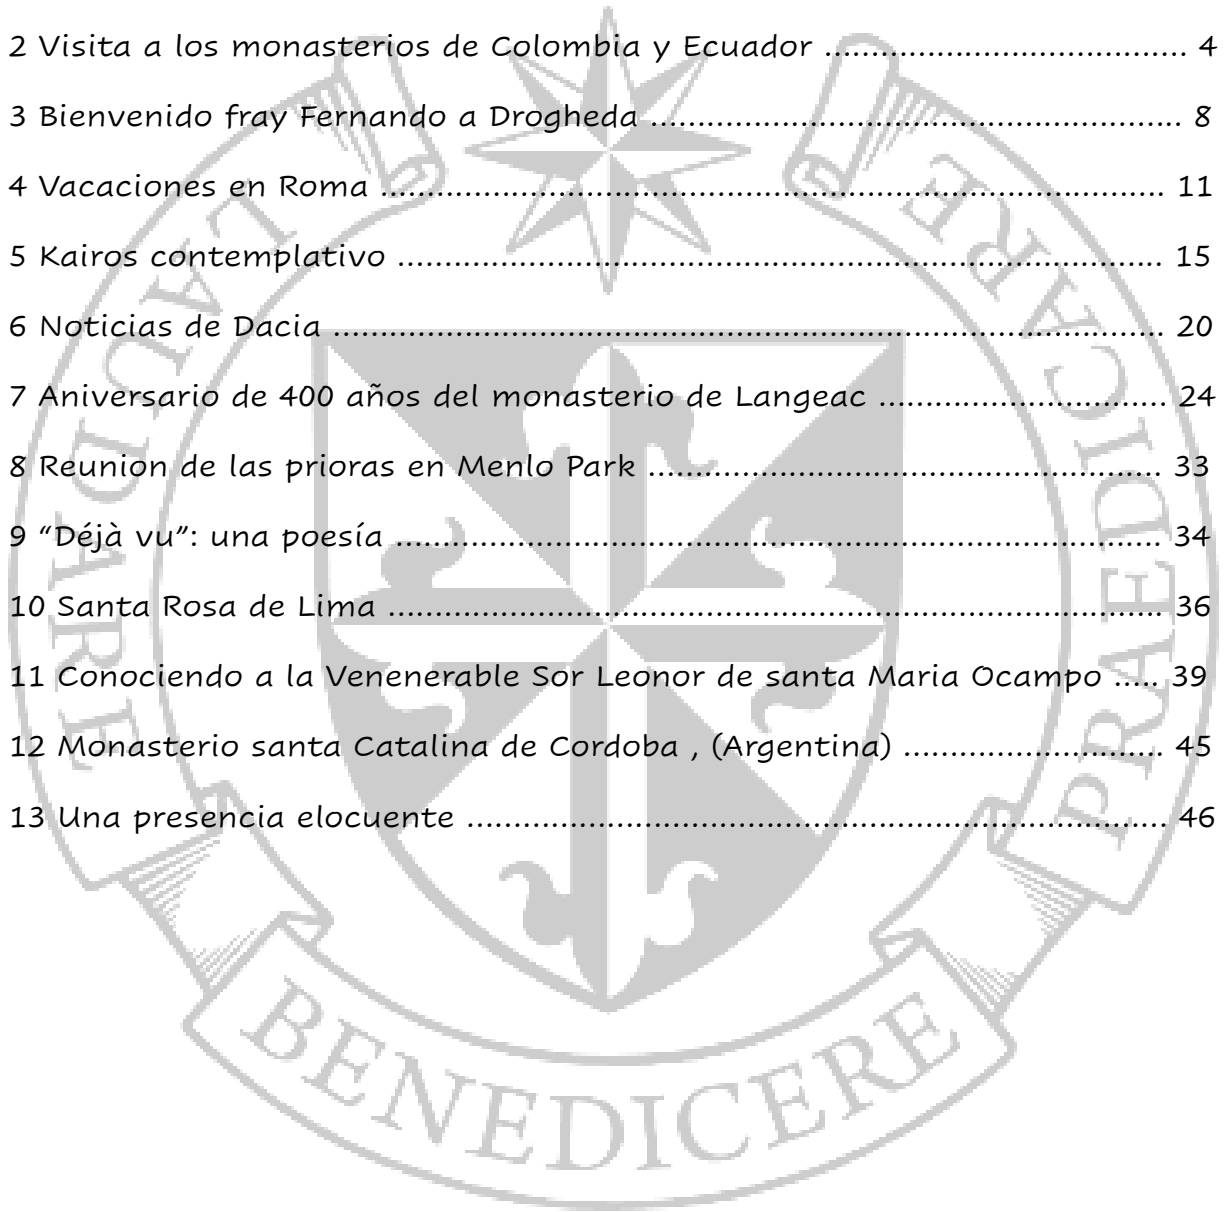 2 Visita a los monasterios de Colombia y Ecuador ...................................... 4
3 Bienvenido fray Fernando a Drogheda ........................................................ 8
4 Vacaciones en Roma .................................................................................. 11
5 Kairos contemplativo ................................................................................ 15
6 Noticias de Dacia ....................................................................................... 20
7 Aniversario de 400 años del monasterio de Langeac .............................. 24
8 Reunion de las prioras en Menlo Park ...................................................... 33
9 “Déjà vu”: una poesía ................................................................................ 34
10 Santa Rosa de Lima ................................................................................. 36
11 Conociendo a la Venenerable Sor Leonor de santa Maria Ocampo ..... 39
12 Monasterio santa Catalina de Cordoba , (Argentina) ........................... 45
13 Una presencia elocuente ......................................................................... 46
LAUDARE
BENEDICERE
PRAEDICARE